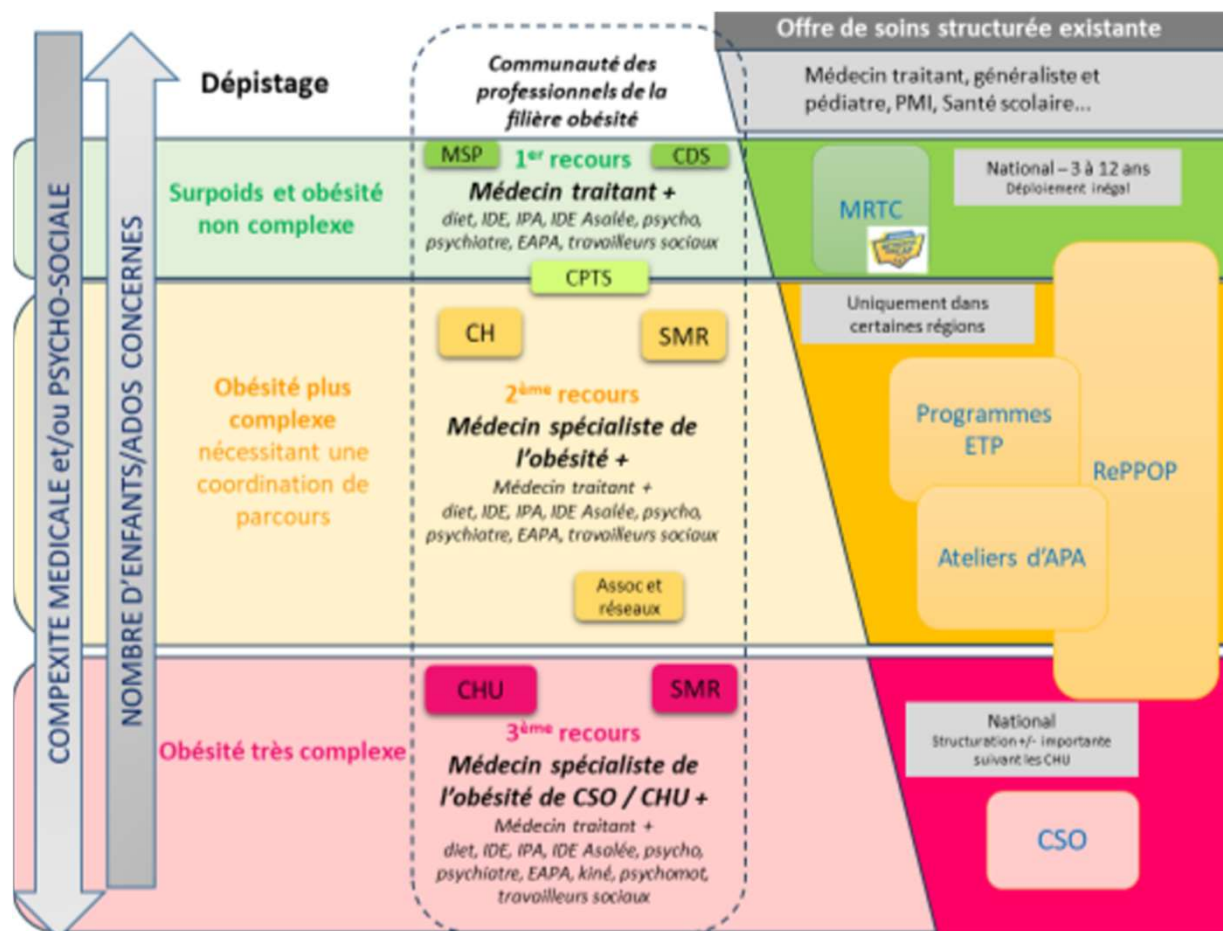 COMPEXITE MEDICALE et/ou PSYCHO-SOCIALE
NOMBRE D'ENFANTS/ADOS CONCERNES
Dépistage
Communauté des
professionnels de la
filière obésité
Offre de soins structurée existante
Médecin traitant, généraliste et
pédiatre, PMI, Santé scolaire...
Surpoids et obésité
non complexe
MSP
1er recours
CDS
Médecin traitant +
diet, IDE, IPA, IDE Asalée, psycho,
psychiatre, EAPA, travailleurs sociaux
MRTC
National – 3 à 12 ans
Déploiement inégal
CPTS
Obésité plus
complexe
nécessitant une
coordination de
parcours
CH
SMR
2ème recours
Médecin spécialiste de
l'obésité +
Médecin traitant +
diet, IDE, IPA, IDE Asalée, psycho,
psychiatre, EAPA, travailleurs sociaux
Assoc et
réseaux
Uniquement dans
certaines régions
Programmes
ETP
RePPOP
Ateliers d'APA
Obésité très complexe
CHU
SMR
3ème recours
Médecin spécialiste de
l'obésité de CSO / CHU +
Médecin traitant +
diet, IDE, IPA, IDE Asalée, psycho,
psychiatre, EAPA, kiné, psychomot,
travailleurs sociaux
National
Structuration +/- importante
suivant les CHU
CSO